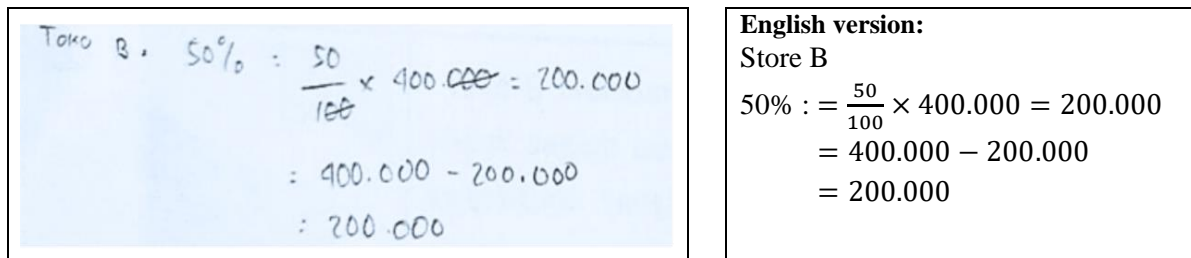 Toko B. 50% : 50/100 x 400.000 = 200.000
: 400.000 - 200.000
: 200.000
English version:
Store B
50% : = 50/100 × 400.000 = 200.000
= 400.000 − 200.000
= 200.000